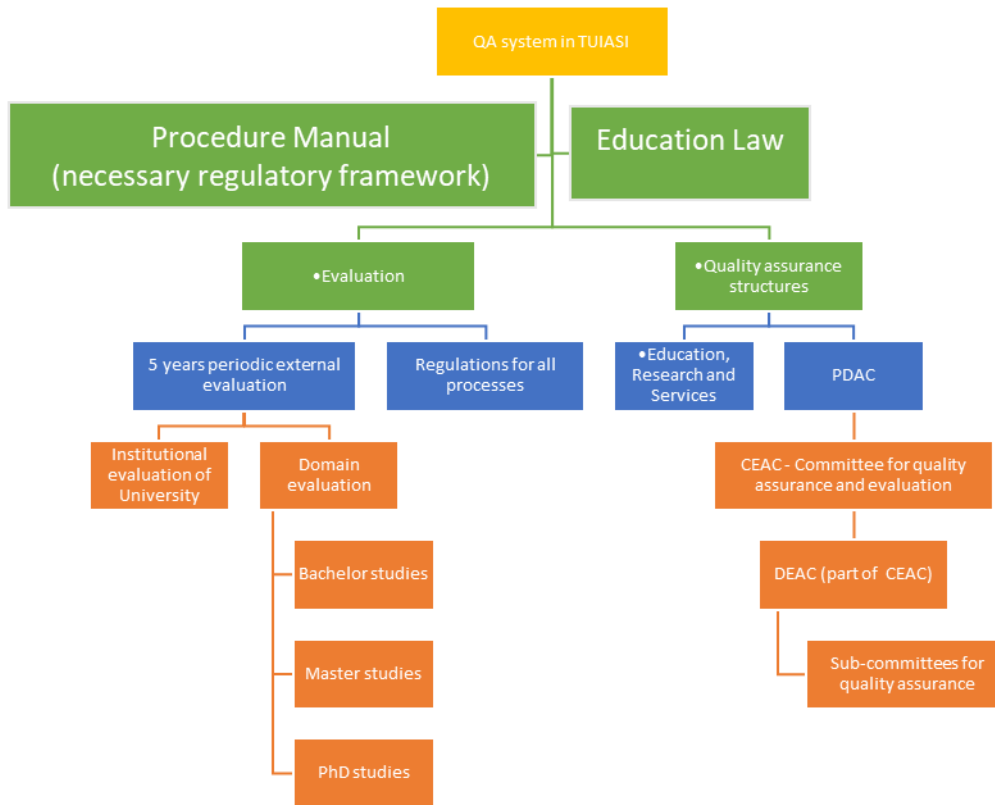 QA system in TUIASI
Procedure Manual
(necessary regulatory framework)
Education Law
•Evaluation
•Quality assurance
structures
5 years periodic external
evaluation
Regulations for all
processes
•Education,
Research and
Services
PDAC
Institutional
evaluation of
University
Domain
evaluation
CEAC - Committee for quality
assurance and evaluation
Bachelor studies
DEAC (part of CEAC)
Master studies
Sub-committees for
quality assurance
PhD studies